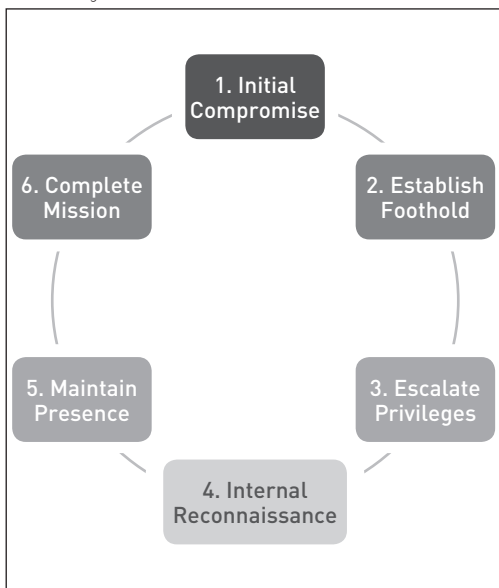 1. Initial
Compromise
2. Establish
Foothold
3. Escalate
Privileges
4. Internal
Reconnaissance
5. Maintain
Presence
6. Complete
Mission